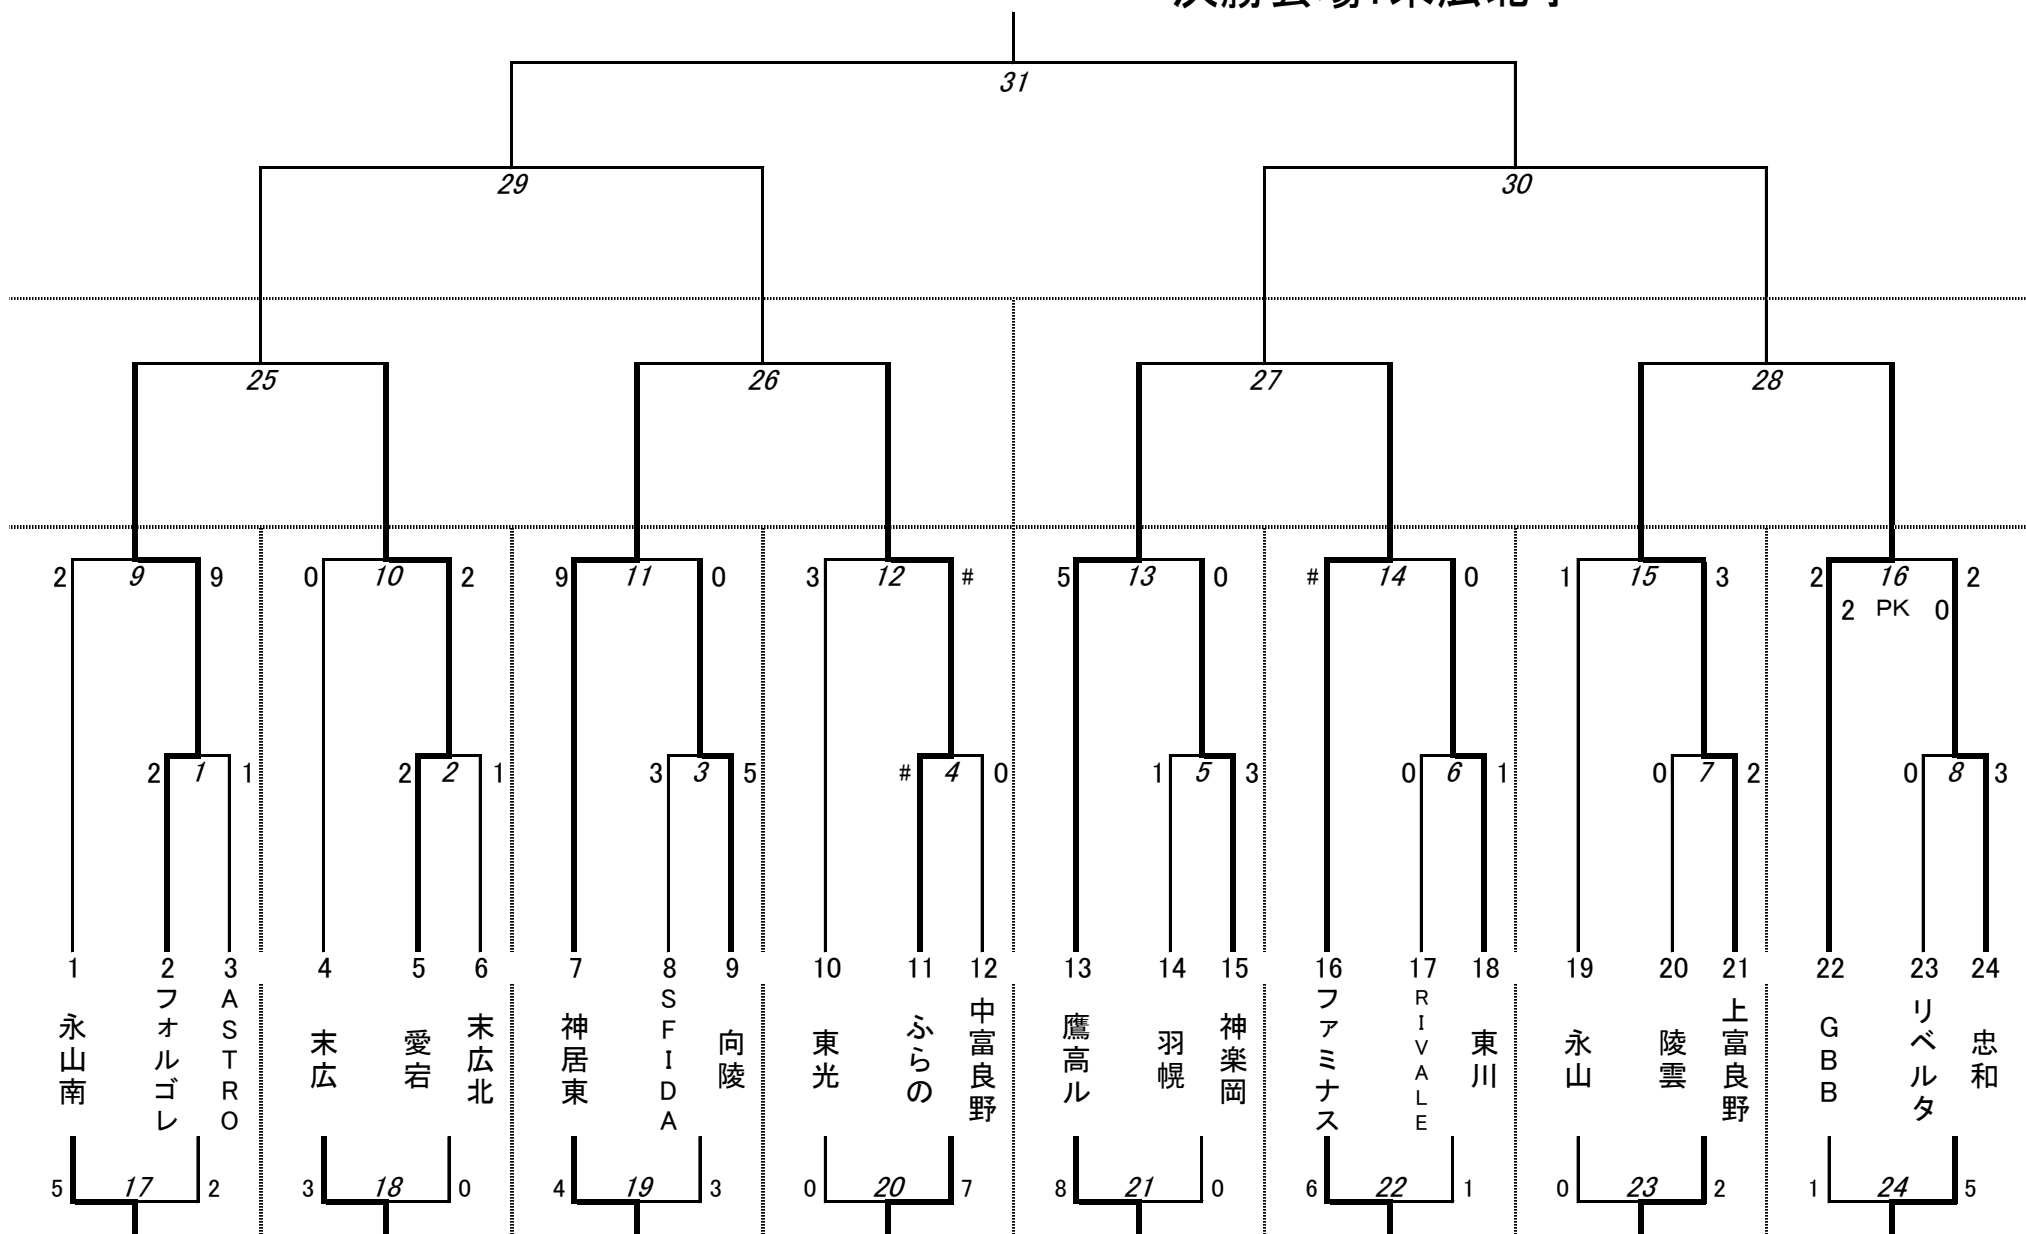 31
29 30
25 26 27 28
2 9 9 0 10 2 9 11 0 3 12 # 5 13 0 # 14 0 1 15 3 2 16 2
2 PK 0
2 1 1 2 2 1 3 3 5 # 4 0 1 5 3 0 6 1 0 7 2 0 8 3
1 2 3 4 5 6 7 8 9 10 11 12 13 14 15 16 17 18 19 20 21 22 23 24
永山南
フォルゴレ
ASTRO
末広
愛宕
末広北
神居東
SFIDA
向陵
東光
ふらの
中富良野
鷹高ル
羽幌
神楽岡
ファミナス
RIVALE
東川
永山
陵雲
上富良野
GBB
リベルタ
忠和
5 17 2 3 18 0 4 19 3 0 20 7 8 21 0 6 22 1 0 23 2 1 24 5